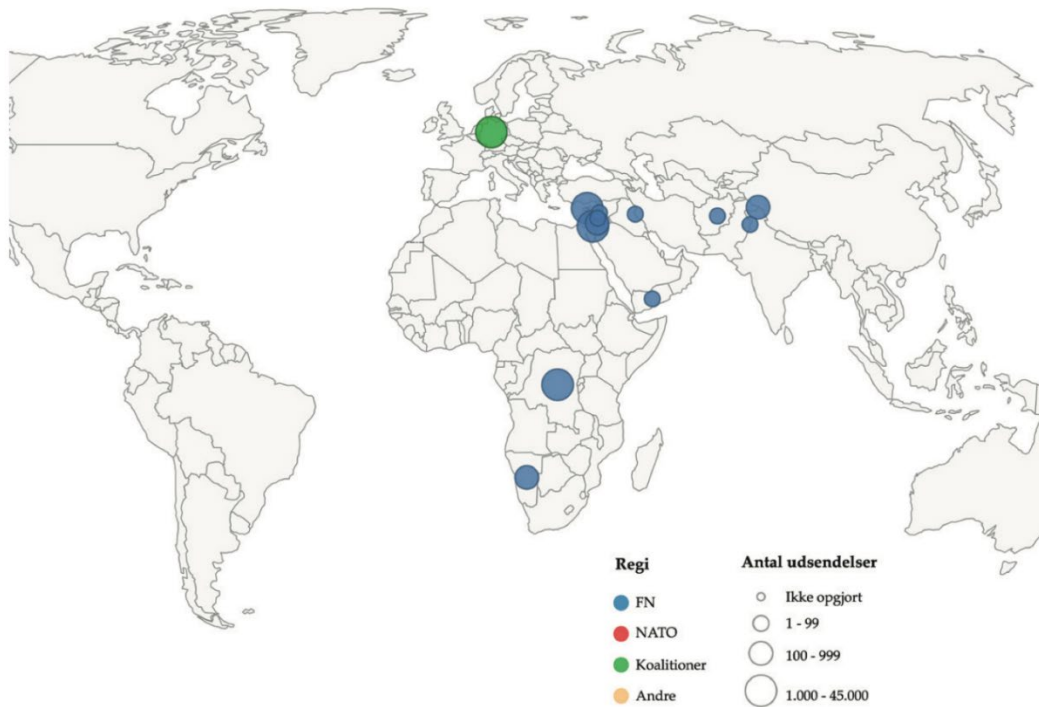 Regi
FN
NATO
Koalitioner
Andre
Antal udsendelser
Ikke opgjort
1 - 99
100 - 999
1.000 - 45.000